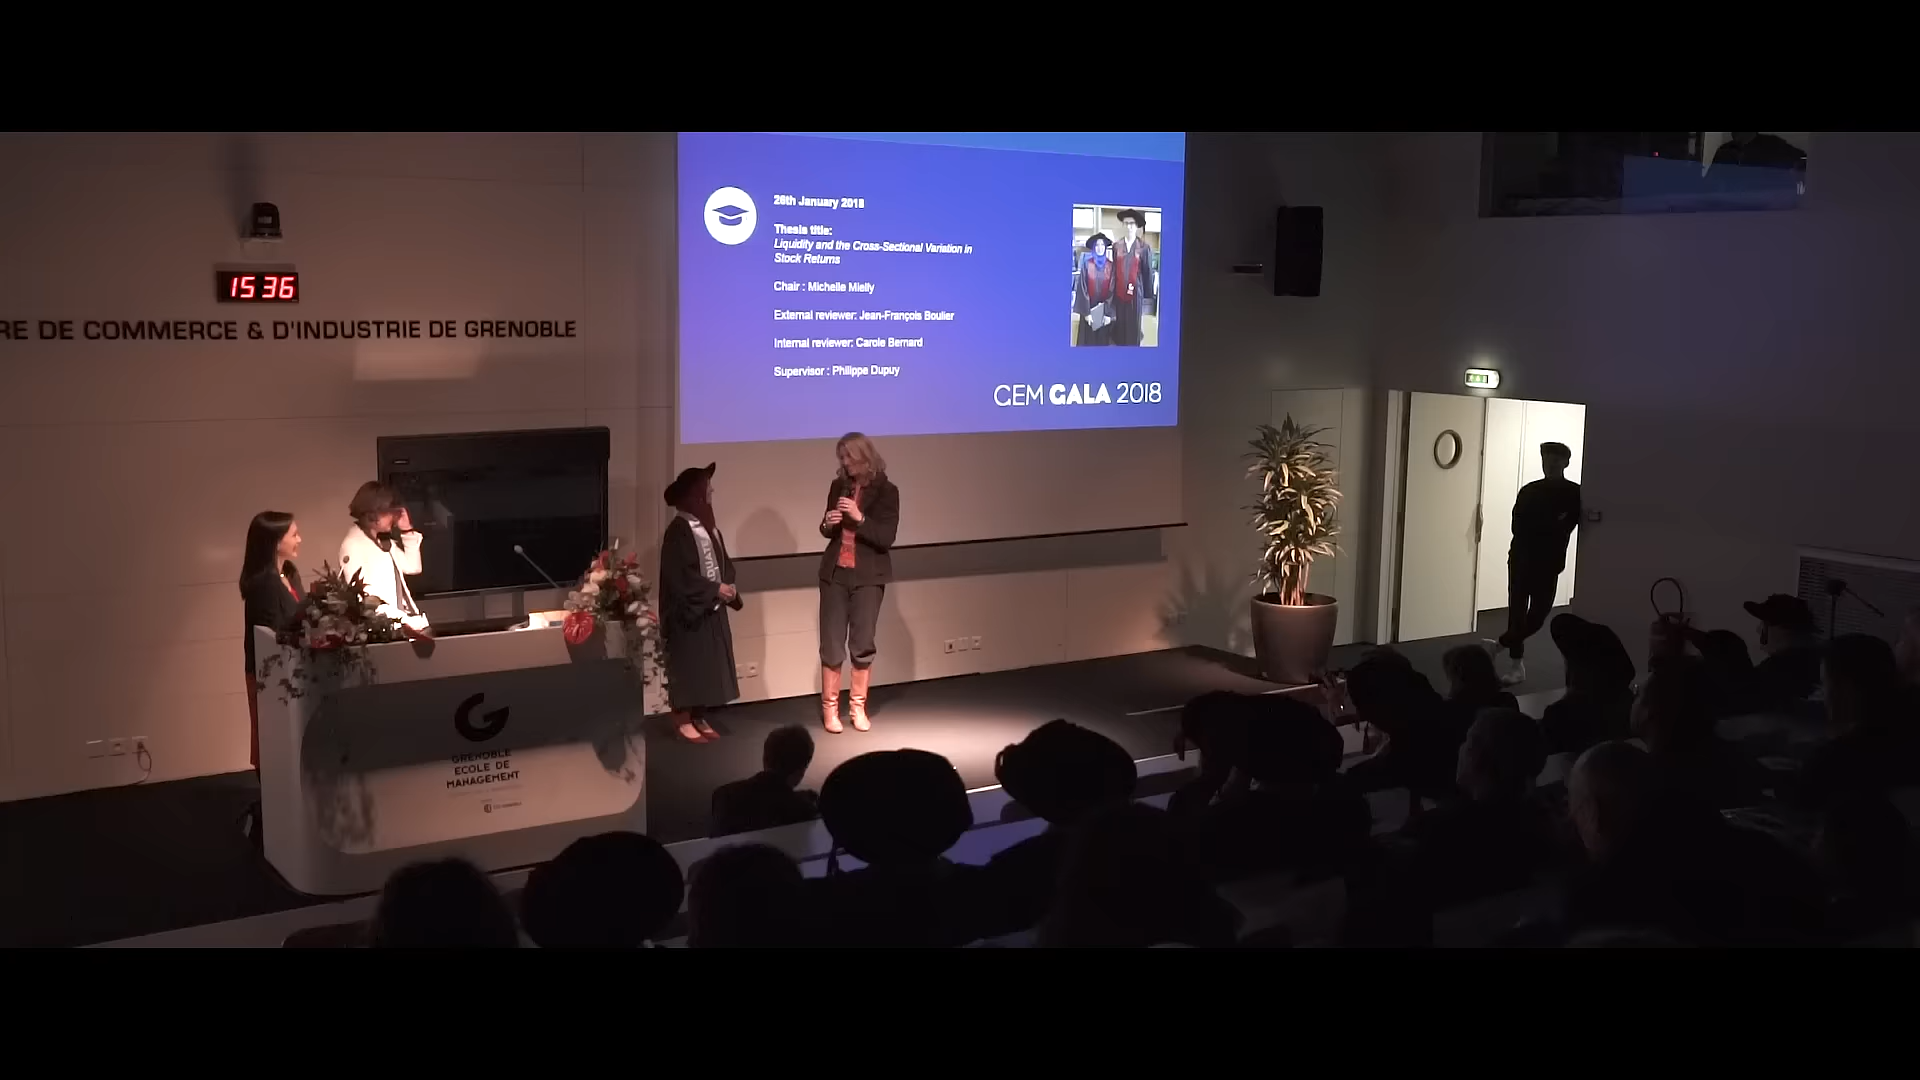 26th January 2018
Thesis title:
Liquidity and the Cross-Sectional Variation in
Stock Returns
Chair : Michelle Mielly
External reviewer: Jean-François Boulier
Internal reviewer: Carole Bernard
Supervisor : Philippe Dupuy
GEM GALA 2018
15 36
RE DE COMMERCE & D'INDUSTRIE DE GRENOBLE
DUATE
G
GRENOBLE
ECOLE DE
MANAGEMENT